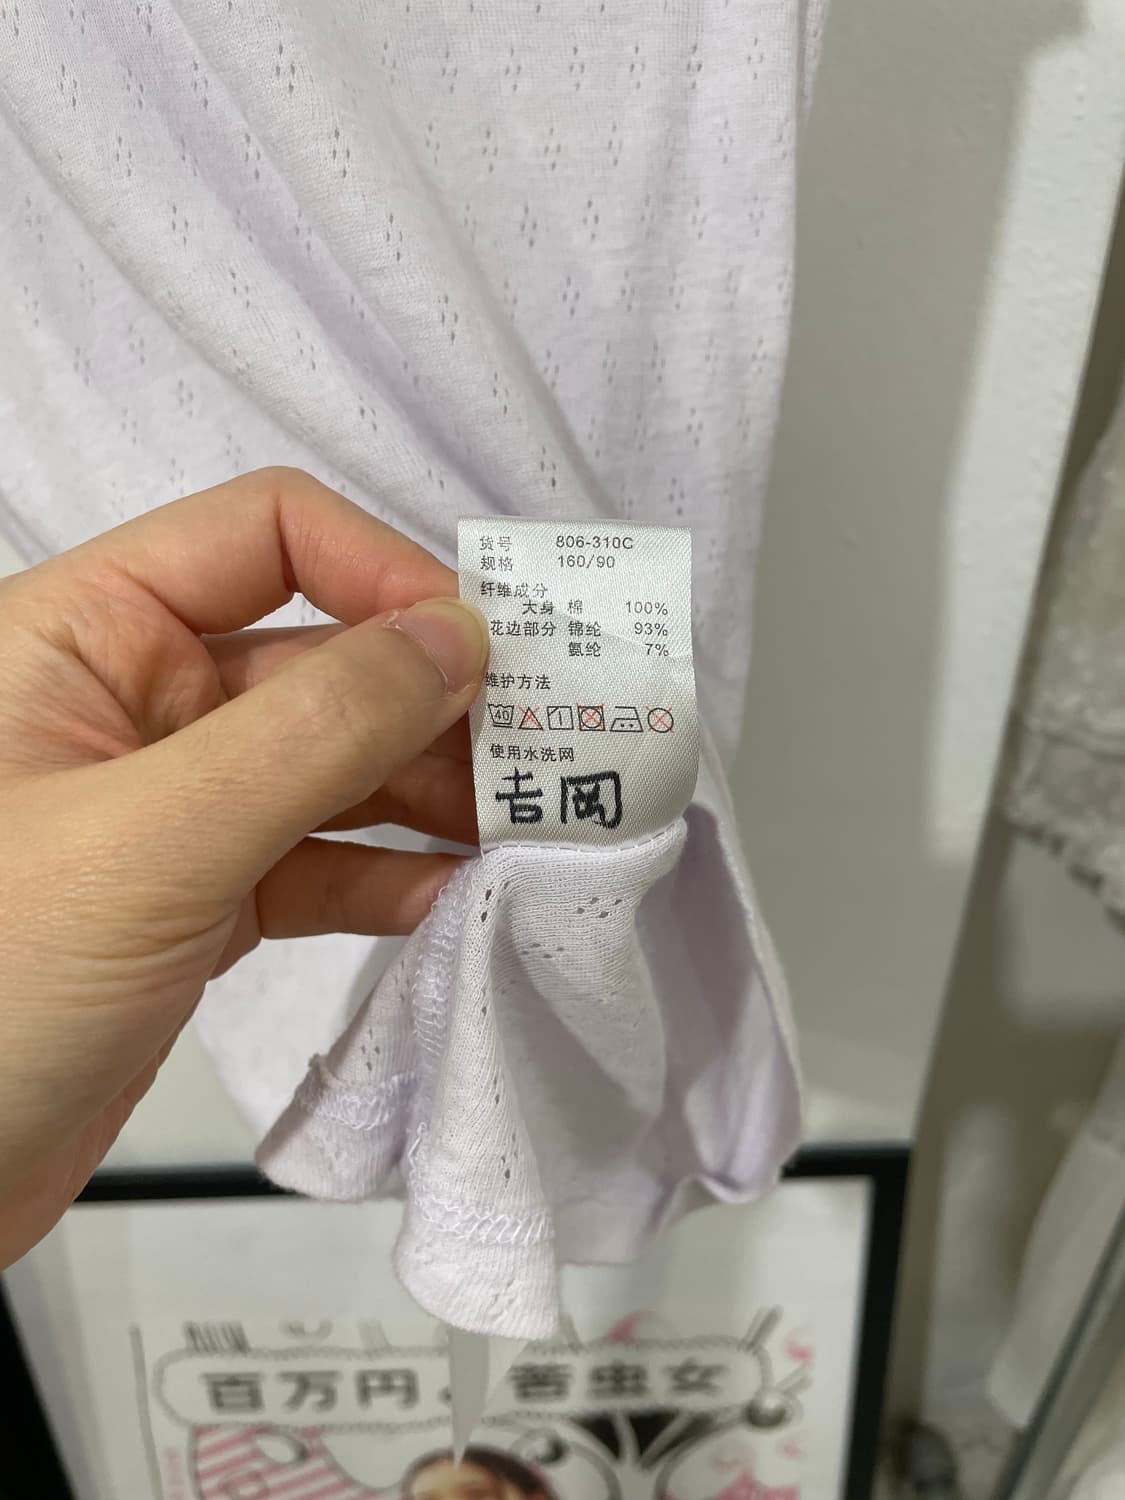 货号 806-310C
规格 160/90
纤维成分
大身 棉 100%
花边部分 锦纶 93%
氨纶 7%
维护方法
40
使用水洗网
吉岡
百万円 苦虫女